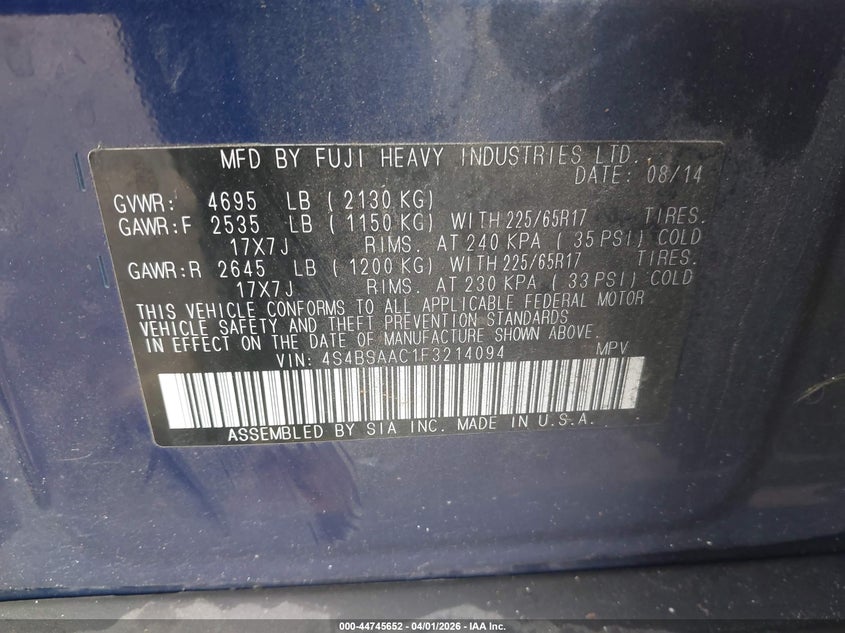 MFD BY FUJI HEAVY INDUSTRIES LTD.
DATE: 08/14
GVWR: 4695 LB ( 2130 KG)
GAWR:F 2535 LB ( 1150 KG) WITH 225/65R17 TIRES.
17X7J RIMS. AT 240 KPA ( 35 PSI) COLD
GAWR:R 2645 LB ( 1200 KG) WITH 225/65R17 TIRES.
17X7J RIMS. AT 230 KPA ( 33 PSI) COLD
THIS VEHICLE CONFORMS TO ALL APPLICABLE FEDERAL MOTOR
VEHICLE SAFETY AND THEFT PREVENTION STANDARDS
IN EFFECT ON THE DATE OF MANUFACTURE SHOWN ABOVE.
VIN: 4S4BSAAC1F3214094 MPV
ASSEMBLED BY SIA INC. MADE IN U.S.A.
000-44745652 - 04/01/2026 - IAA Inc.